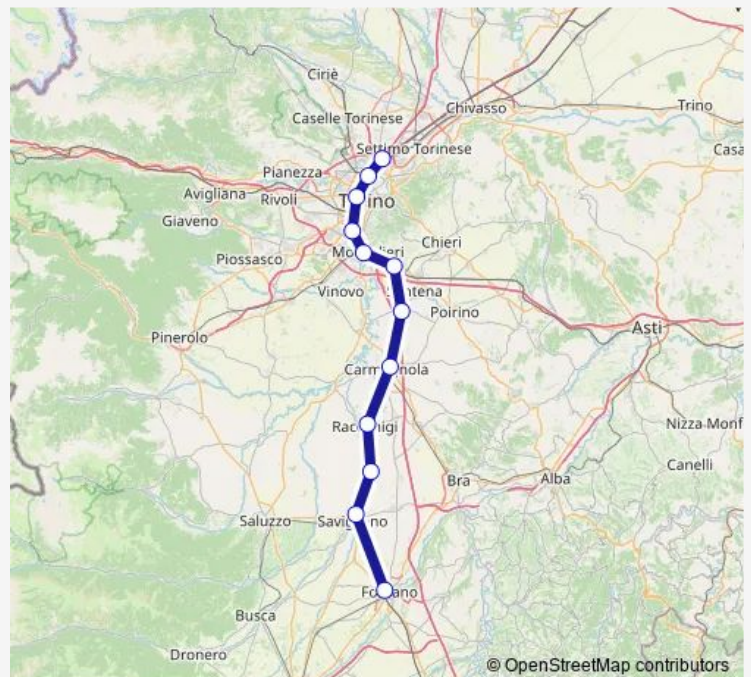 Ciriè
Chivasso
Trino
Caselle Torinese
Settimo Torinese
Casa
Pianezza
Avigliana
Rivoli
Giaveno
Chieri
Piossasco
Vinovo
Poirino
Asti
Pinerolo
Nizza Monf
Canelli
Bra
Alba
Saluzzo
Busca
Dronero
© OpenStreetMap contributors